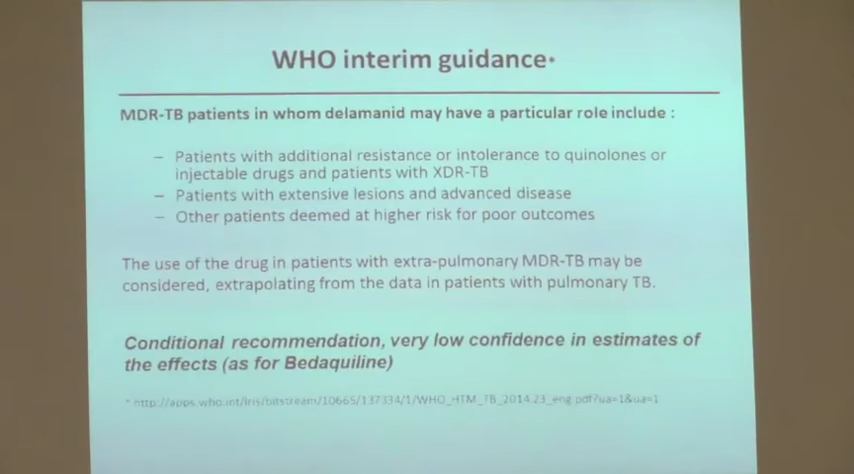 WHO interim guidance*
MDR-TB patients in whom delamanid may have a particular role include :
– Patients with additional resistance or intolerance to quinolones or
injectable drugs and patients with XDR-TB
– Patients with extensive lesions and advanced disease
– Other patients deemed at higher risk for poor outcomes
The use of the drug in patients with extra-pulmonary MDR-TB may be
considered, extrapolating from the data in patients with pulmonary TB.
Conditional recommendation, very low confidence in estimates of
the effects (as for Bedaquiline)
* http://apps.who.int/iris/bitstream/10665/137334/1/WHO_HTM_TB_2014.23_eng.pdf?ua=1&ua=1